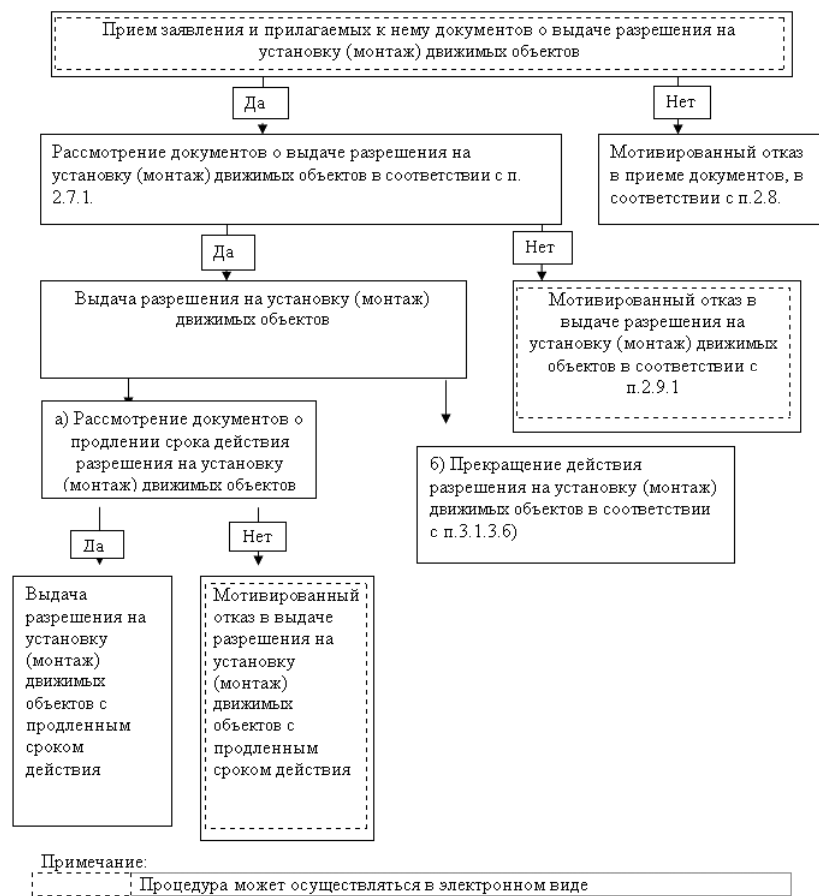 Прием заявления и прилагаемых к нему документов о выдаче разрешения на
установку (монтаж) движимых объектов
Да
Нет
Рассмотрение документов о выдаче разрешения на
установку (монтаж) движимых объектов в соответствии с п.
2.7.1.
Мотивированный отказ
в приеме документов, в
соответствии с п.2.8.
Да
Нет
Выдача разрешения на установку (монтаж)
движимых объектов
Мотивированный отказ в
выдаче разрешения на
установку (монтаж) движимых
объектов в соответствии с
п.2.9.1
а) Рассмотрение документов о
продлении срока действия
разрешения на установку
(монтаж) движимых объектов
б) Прекращение действия
разрешения на установку (монтаж)
движимых объектов в соответствии
с п.3.1.3.б)
Да
Нет
Выдача
разрешения на
установку
(монтаж)
движимых
объектов с
продленным
сроком
действия
Мотивированный
отказ в выдаче
разрешения на
установку
(монтаж)
движимых
объектов с
продленным
сроком действия
Примечание:
Процедура может осуществляться в электронном виде